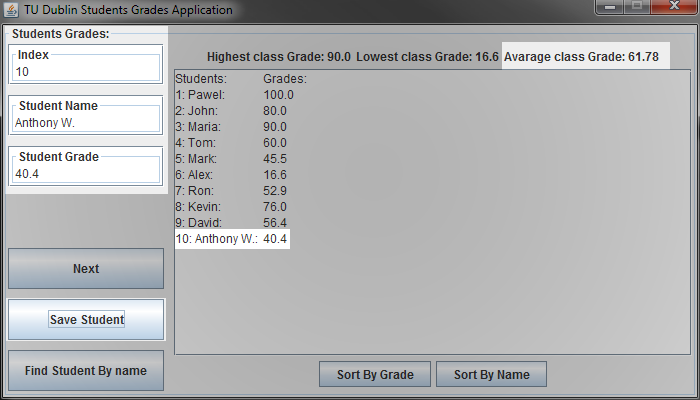 TU Dublin Students Grades Application
Students Grades:
Index
10
Student Name
Anthony W.
Student Grade
40.4
Next
Save Student
Find Student By name
Highest class Grade: 90.0 Lowest class Grade: 16.6 Avarage class Grade: 61.78
Students: Grades:
1: Pawel: 100.0
2: John: 80.0
3: Maria: 90.0
4: Tom: 60.0
5: Mark: 45.5
6: Alex: 16.6
7: Ron: 52.9
8: Kevin: 76.0
9: David: 56.4
10: Anthony W.: 40.4
Sort By Grade Sort By Name